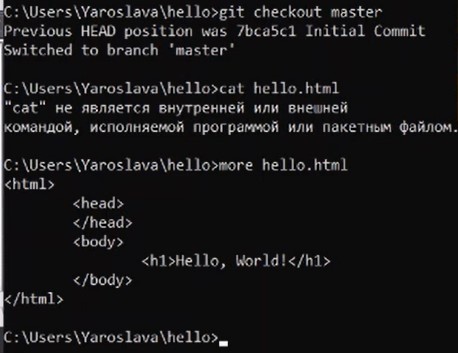 C:\Users\Yaroslava\hello>git checkout master
Previous HEAD position was 7bca5c1 Initial Commit
Switched to branch 'master'
C:\Users\Yaroslava\hello>cat hello.html
"cat" не является внутренней или внешней
командой, исполняемой программой или пакетным файлом.
C:\Users\Yaroslava\hello>more hello.html
<html>
<head>
</head>
<body>
<h1>Hello, World!</h1>
</body>
</html>
C:\Users\Yaroslava\hello>